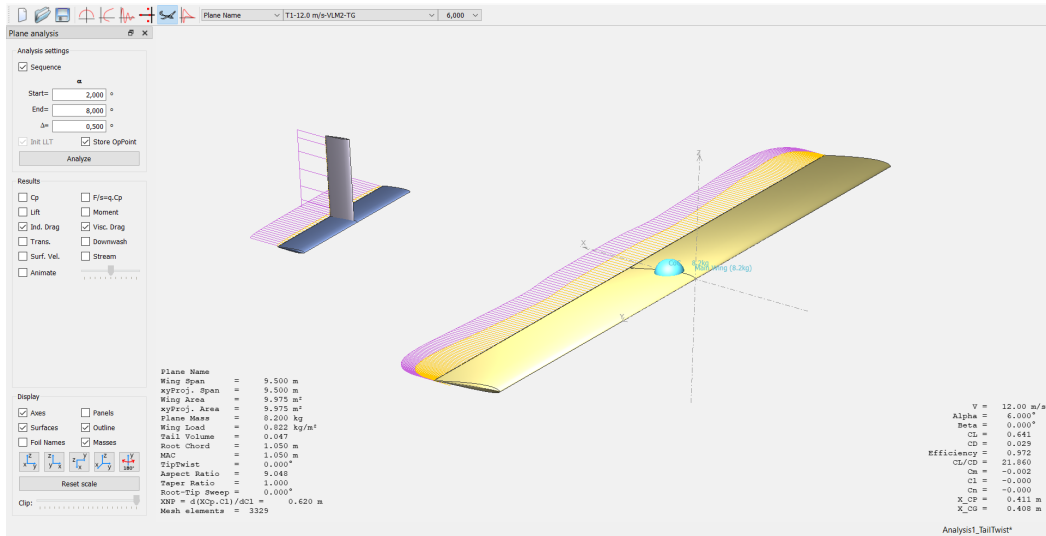 Plane Name T1-12.0 m/s-VLM2-TG 6,000
Plane analysis
Analysis settings
Sequence
α
Start= 2,000 °
End= 8,000 °
Δ= 0,500 °
Init LLT Store OpPoint
Analyze
Results
Cp F/s=q.Cp
Lift Moment
Ind. Drag Visc. Drag
Trans. Downwash
Surf. Vel. Stream
Animate
Display
Axes Panels
Surfaces Outline
Foil Names Masses
Reset scale
Clip:
Z
X
Y
8.2kg
Main Wing (8.2kg)
Plane Name
Wing Span = 9.500 m
xyProj. Span = 9.500 m
Wing Area = 9.975 m²
xyProj. Area = 9.975 m²
Plane Mass = 8.200 kg
Wing Load = 0.822 kg/m²
Tail Volume = 0.047
Root Chord = 1.050 m
MAC = 1.050 m
TipTwist = 0.000°
Aspect Ratio = 9.048
Taper Ratio = 1.000
Root-Tip Sweep = 0.000°
XNP = d(XCp.Cl)/dCl = 0.620 m
Mesh elements = 3329
V = 12.00 m/s
Alpha = 6.000°
Beta = 0.000°
CL = 0.641
CD = 0.029
Efficiency = 0.972
CL/CD = 21.860
Cm = -0.002
Cl = -0.000
Cn = -0.000
X_CP = 0.411 m
X_CG = 0.408 m
Analysis1_TailTwist*